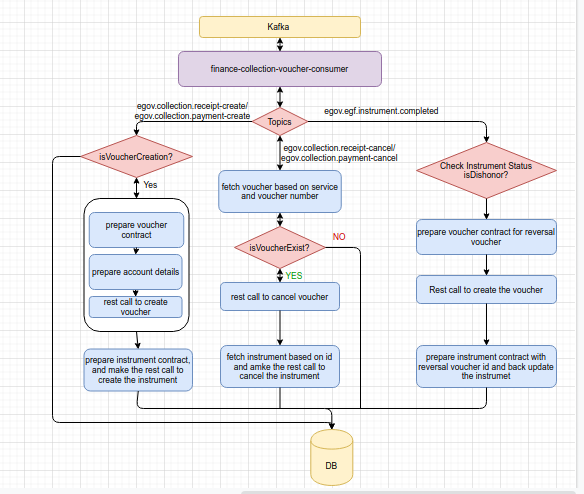 Kafka
finance-collection-voucher-consumer
egov.collection.receipt-create/
egov.collection.payment-create
Topics
egov.egf.instrument.completed
isVoucherCreation?
egov.collection.receipt-cancel/
egov.collection.payment-cancel
Check Instrument Status
isDishonor?
Yes
fetch voucher based on service
and voucher number
prepare voucher
contract
prepare account details
rest call to create
voucher
isVoucherExist?
NO
YES
prepare voucher contract for reversal
voucher
rest call to cancel voucher
Rest call to create the voucher
prepare instrument contract,
and make the rest call to
create the instrument
fetch instrument based on id
and amke the rest call to
cancel the instrument
prepare instrument contract with
reversal voucher id and back update
the instrumet
DB